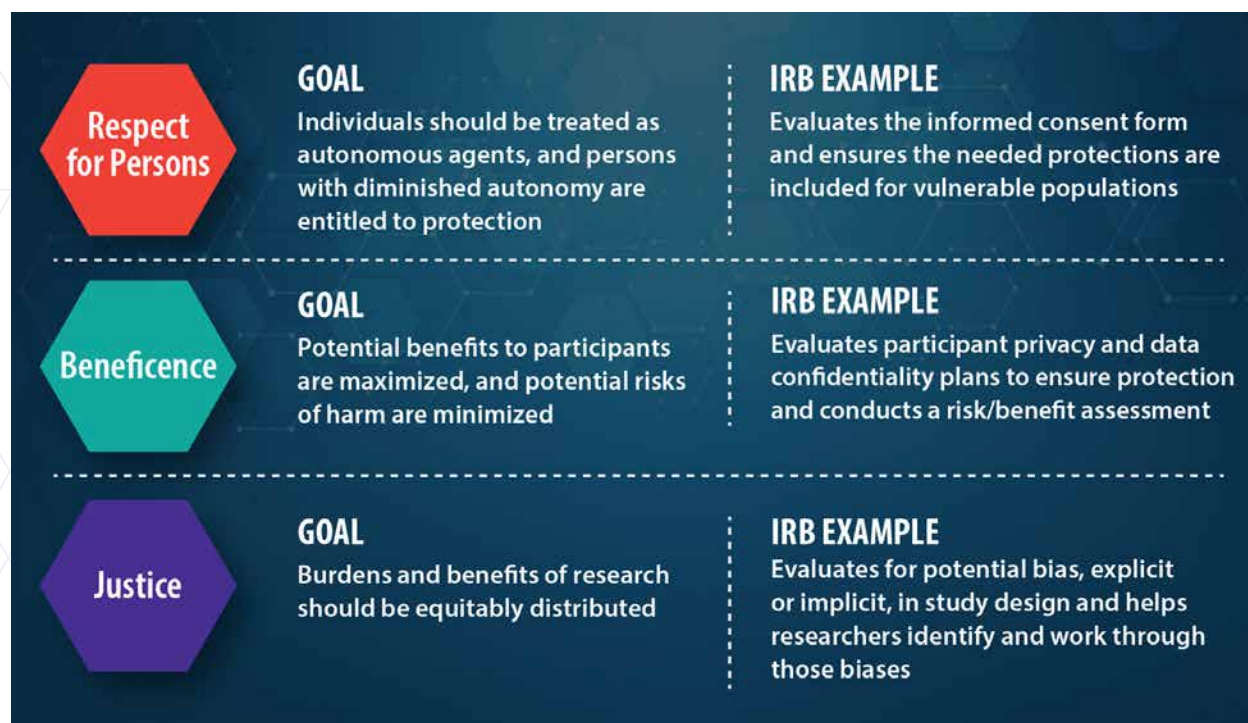 Respect
for Persons
GOAL
Individuals should be treated as
autonomous agents, and persons
with diminished autonomy are
entitled to protection
IRB EXAMPLE
Evaluates the informed consent form
and ensures the needed protections are
included for vulnerable populations
Beneficence
GOAL
Potential benefits to participants
are maximized, and potential risks
of harm are minimized
IRB EXAMPLE
Evaluates participant privacy and data
confidentiality plans to ensure protection
and conducts a risk/benefit assessment
Justice
GOAL
Burdens and benefits of research
should be equitably distributed
IRB EXAMPLE
Evaluates for potential bias, explicit
or implicit, in study design and helps
researchers identify and work through
those biases